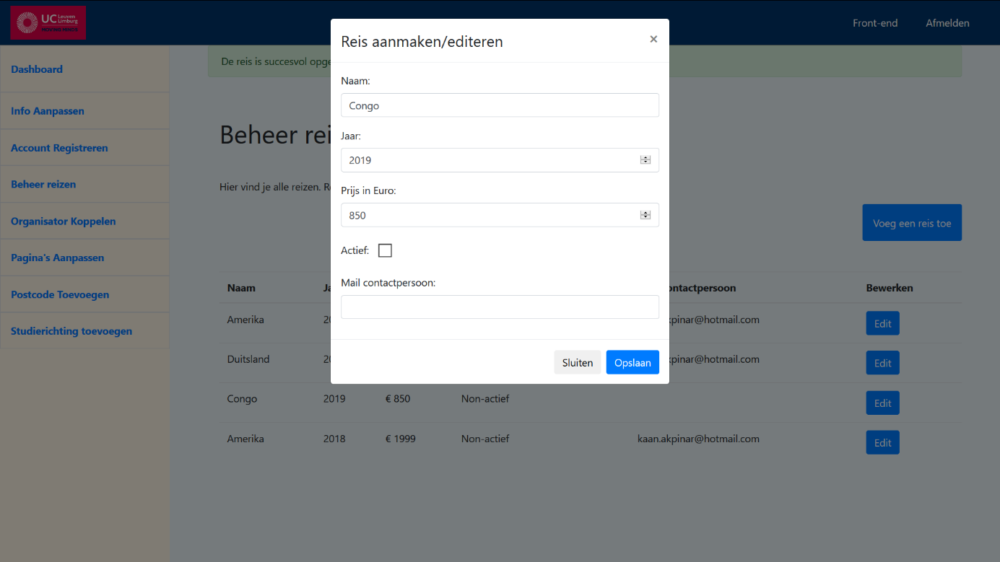 UC Leuven Limburg
MOVING MINDS
Front-end
Afmelden
Dashboard
Info Aanpassen
Account Registreren
Beheer reizen
Organisator Koppelen
Pagina's Aanpassen
Postcode Toevoegen
Studierichting toevoegen
De reis is succesvol opge
Beheer rei
Hier vind je alle reizen. R
Voeg een reis toe
Reis aanmaken/editeren
×
Naam:
Congo
Jaar:
2019
Prijs in Euro:
850
Actief:
Mail contactpersoon:
Sluiten Opslaan
Naam Ja ontactpersoon Bewerken
Amerika 20 kpinar@hotmail.com Edit
Duitsland 20 kpinar@hotmail.com Edit
Congo 2019 € 850 Non-actief Edit
Amerika 2018 € 1999 Non-actief kaan.akpinar@hotmail.com Edit